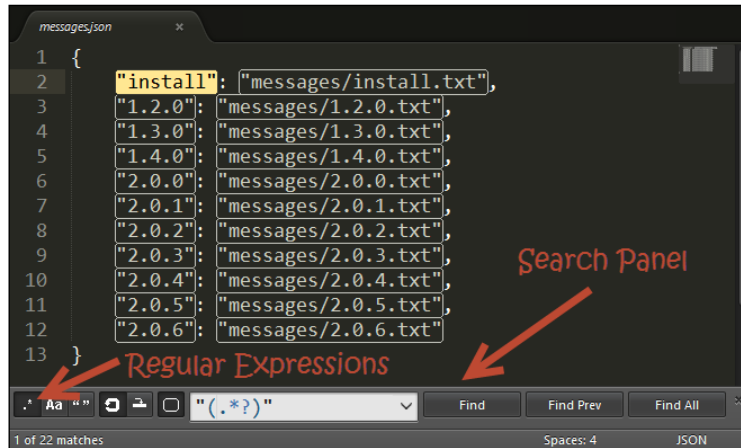 messages.json ×
1 {
2 "install": "messages/install.txt",
3 "1.2.0": "messages/1.2.0.txt",
4 "1.3.0": "messages/1.3.0.txt",
5 "1.4.0": "messages/1.4.0.txt",
6 "2.0.0": "messages/2.0.0.txt",
7 "2.0.1": "messages/2.0.1.txt",
8 "2.0.2": "messages/2.0.2.txt",
9 "2.0.3": "messages/2.0.3.txt",
Search Panel
10 "2.0.4": "messages/2.0.4.txt",
11 "2.0.5": "messages/2.0.5.txt",
12 "2.0.6": "messages/2.0.6.txt"
13 }
Regular Expressions
.* Aa “” "(.*?)" Find Find Prev Find All ×
1 of 22 matches Spaces: 4 JSON